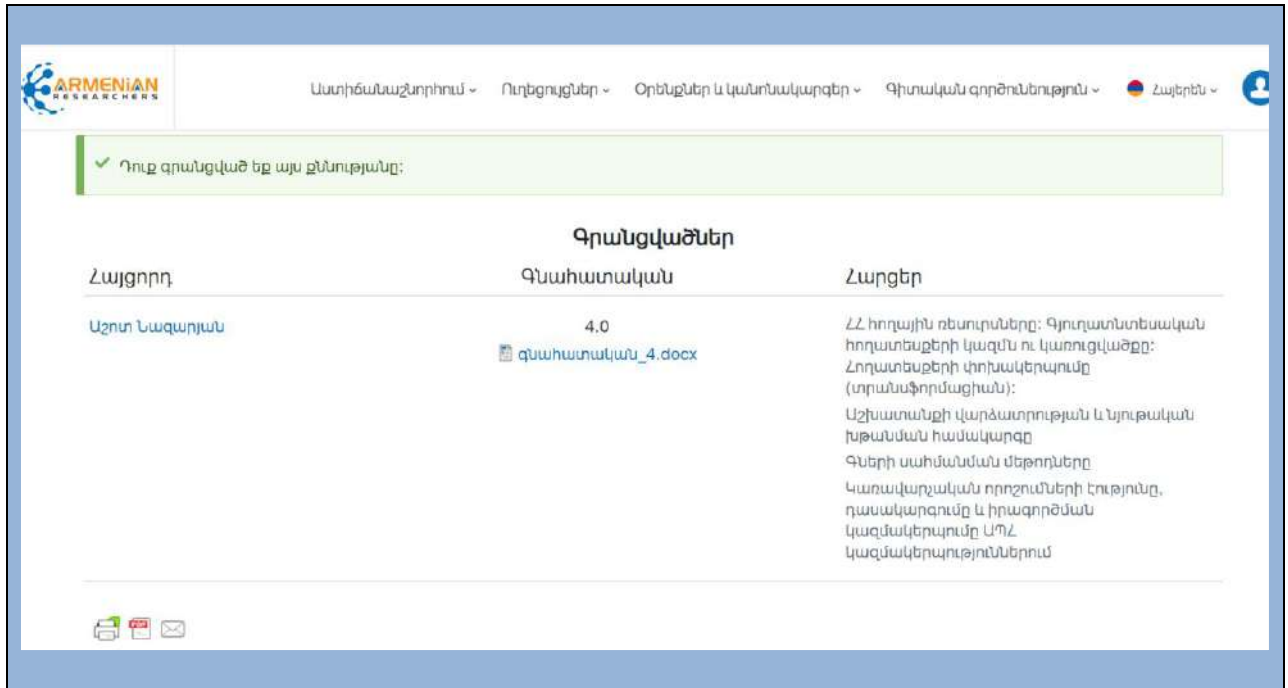 ARMENIAN
RESEARCHERS
Աստիճանաշնորհում
Ուղեցույցներ
Օրենքներ և կանոնակարգեր
Գիտական գործունեություն
Հայերեն
Դուք գրանցված եք այս քննությանը:
Գրանցվածներ
Հայցորդ
Գնահատական
Հարցեր
Աշոտ Նազարյան
4.0
գնահատական_4.docx
ՀՀ հողային ռեսուրսները: Գյուղատնտեսական
հողատեսքերի կազմն ու կառուցվածքը:
Հողատեսքերի փոխակերպումը
(տրանսֆորմացիան):
Աշխատանքի վարձատրության և նյութական
խթանման համակարգը
Գների սահմանման մեթոդները
Կառավարչական որոշումների էությունը,
դասակարգումը և իրագործման
կազմակերպումը ԱՊՀ
կազմակերպություններում
PDF